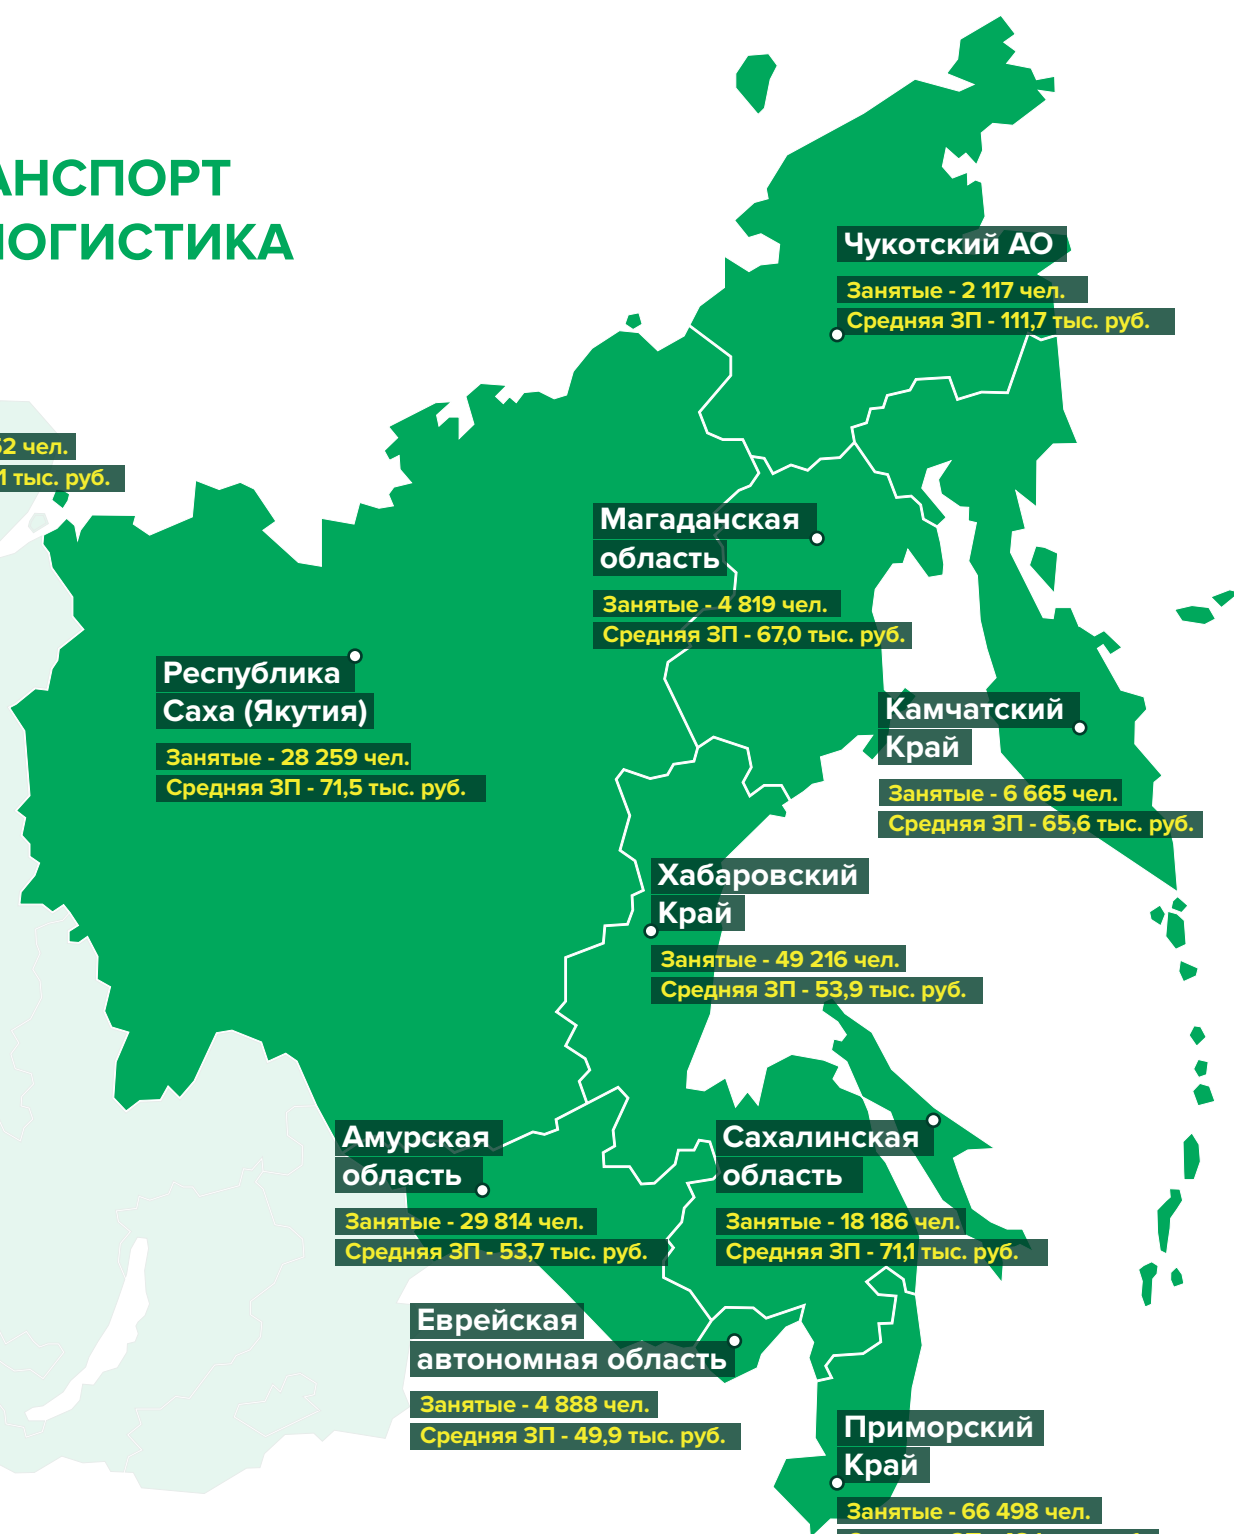 АНСПОРТ
ОГИСТИКА
Чукотский АО
Занятые - 2 117 чел.
Средняя ЗП - 111,7 тыс. руб.
2 чел.
1 тыс. руб.
Магаданская
область
Занятые - 4 819 чел.
Средняя ЗП - 67,0 тыс. руб.
Республика
Саха (Якутия)
Занятые - 28 259 чел.
Средняя ЗП - 71,5 тыс. руб.
Камчатский
Край
Занятые - 6 665 чел.
Средняя ЗП - 65,6 тыс. руб.
Хабаровский
Край
Занятые - 49 216 чел.
Средняя ЗП - 53,9 тыс. руб.
Амурская
область
Занятые - 29 814 чел.
Средняя ЗП - 53,7 тыс. руб.
Сахалинская
область
Занятые - 18 186 чел.
Средняя ЗП - 71,1 тыс. руб.
Еврейская
автономная область
Занятые - 4 888 чел.
Средняя ЗП - 49,9 тыс. руб.
Приморский
Край
Занятые - 66 498 чел.